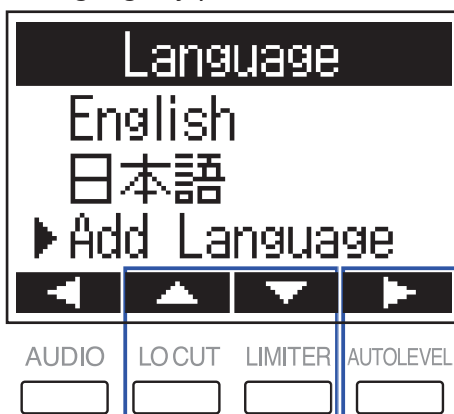 Language
English
日本語
Add Language
AUDIO LO CUT LIMITER AUTOLEVEL